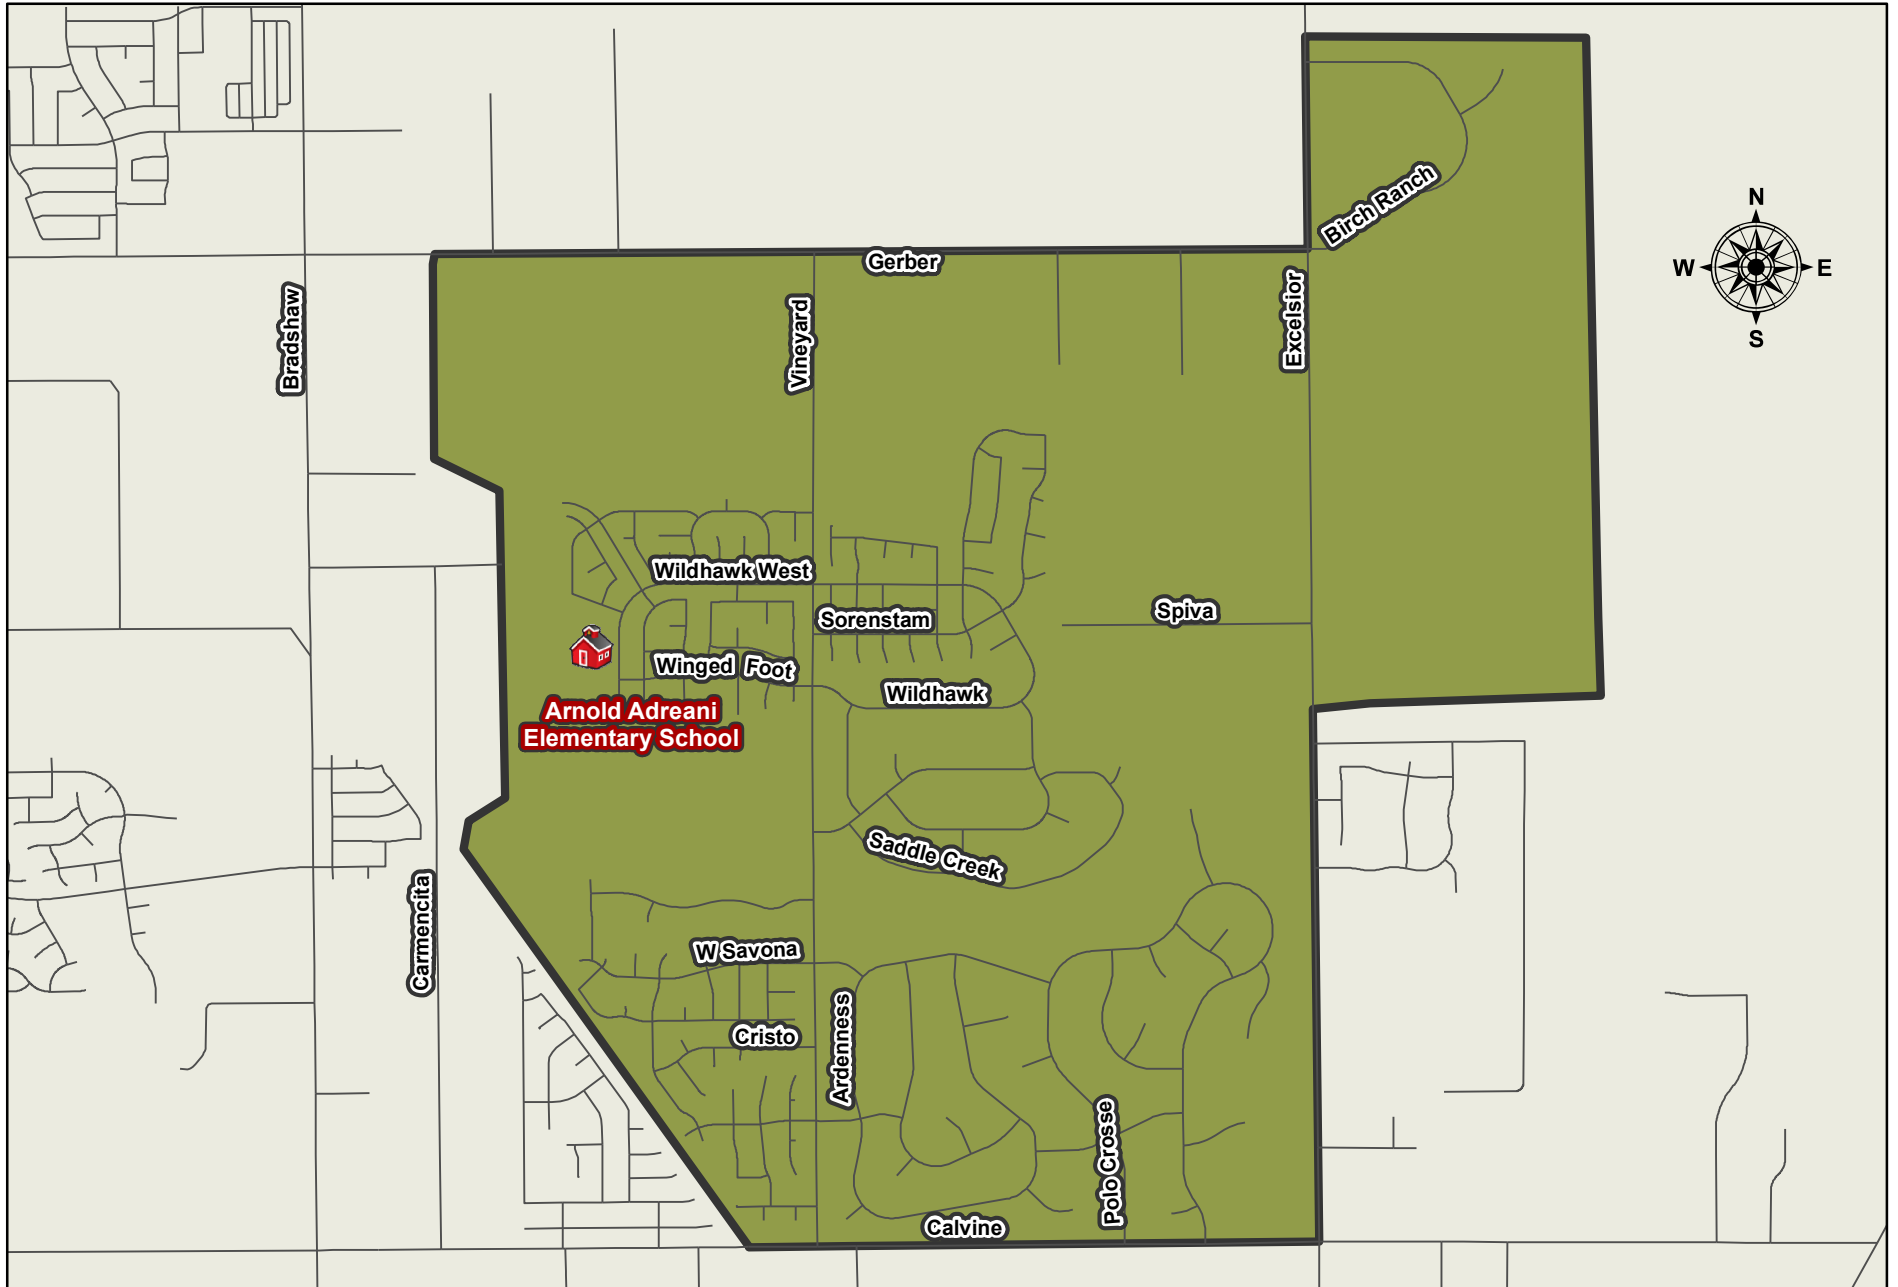 Birch Ranch
N
W
E
S
Gerber
Bradshaw
Vineyard
Excelsior
Wildhawk West
Sorenstam
Spiva
Winged Foot
Wildhawk
Arnold Adreani
Elementary School
Saddle Creek
Carmencita
W Savona
Cristo
Ardenness
Polo Crosse
Calvine